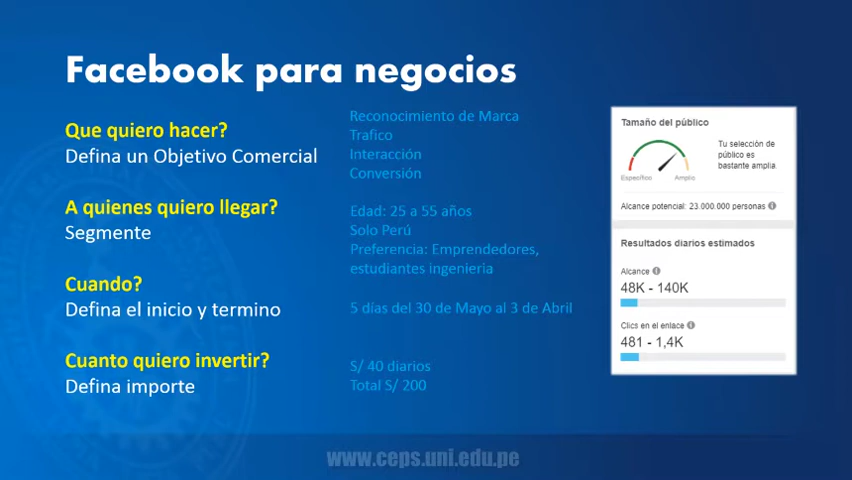 Facebook para negocios
Que quiero hacer?
Defina un Objetivo Comercial
Reconocimiento de Marca
Trafico
Interacción
Conversión
A quienes quiero llegar?
Segmente
Edad: 25 a 55 años
Solo Perú
Preferencia: Emprendedores,
estudiantes ingenieria
Cuando?
Defina el inicio y termino
5 días del 30 de Mayo al 3 de Abril
Cuanto quiero invertir?
Defina importe
S/ 40 diarios
Total S/ 200
Tamaño del público
Tu selección de
público es
bastante amplia.
Específico
Amplio
Alcance potencial: 23.000.000 personas
Resultados diarios estimados
Alcance
48K - 140K
Clics en el enlace
481 - 1,4K
www.ceps.uni.edu.pe